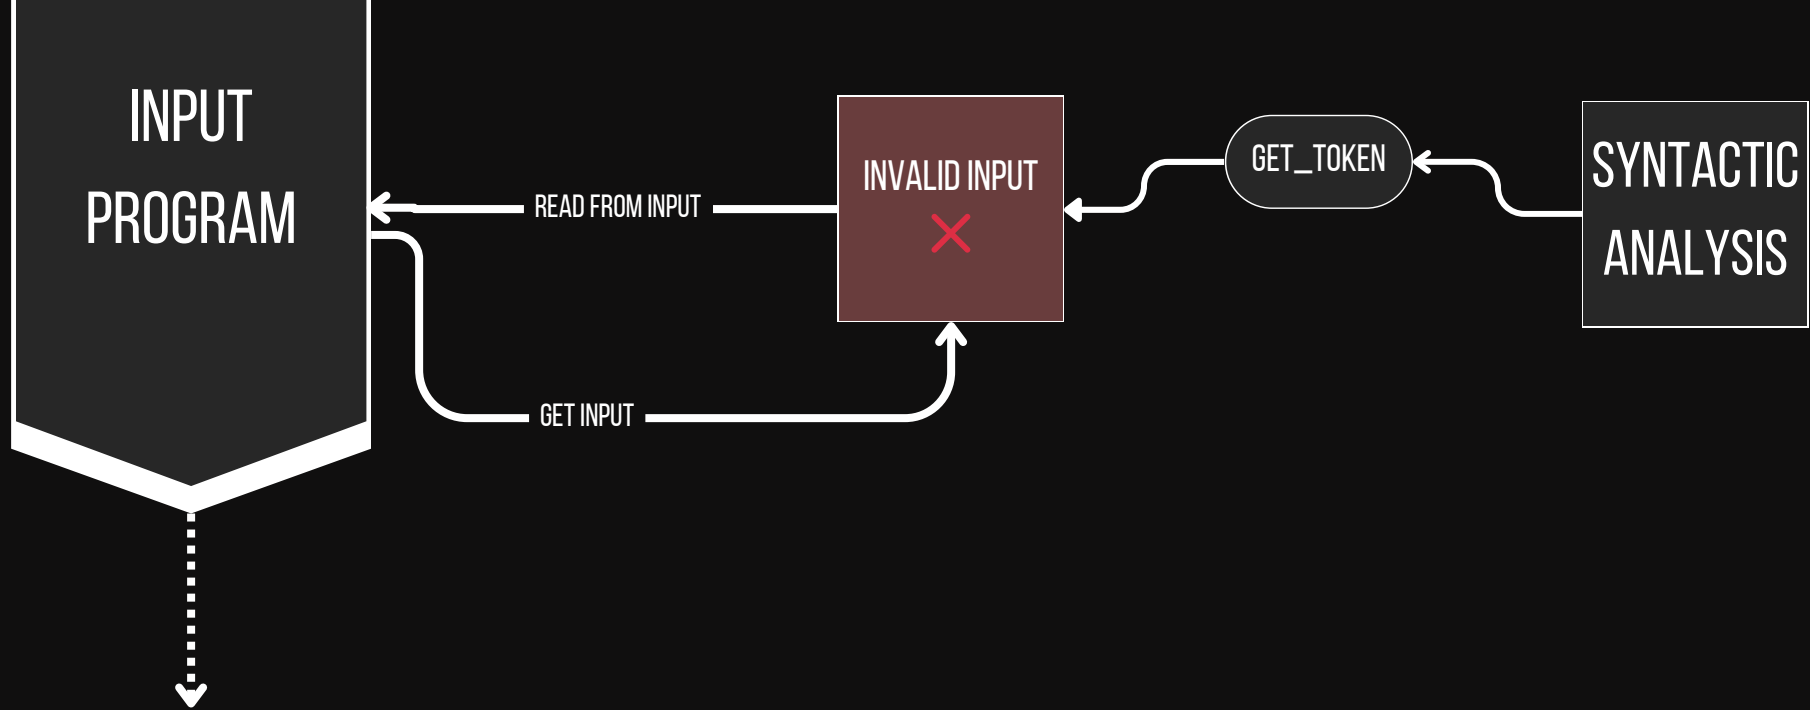 INPUT
PROGRAM
READ FROM INPUT
INVALID INPUT
GET_TOKEN
SYNTACTIC
ANALYSIS
GET INPUT